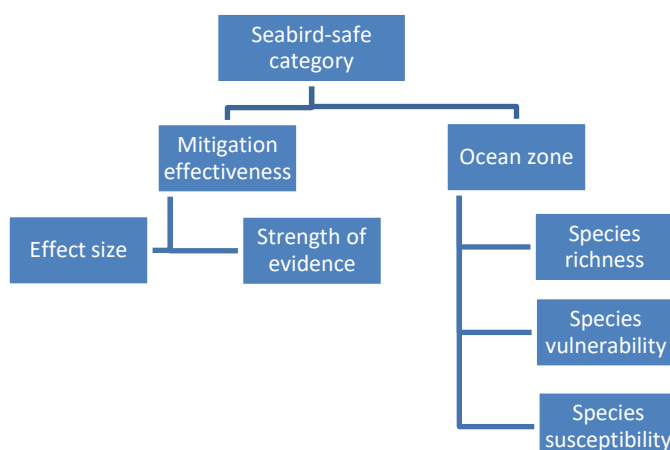 Seabird-safe
category
Mitigation
effectiveness
Ocean zone
Effect size
Strength of
evidence
Species
richness
Species
vulnerability
Species
susceptibility